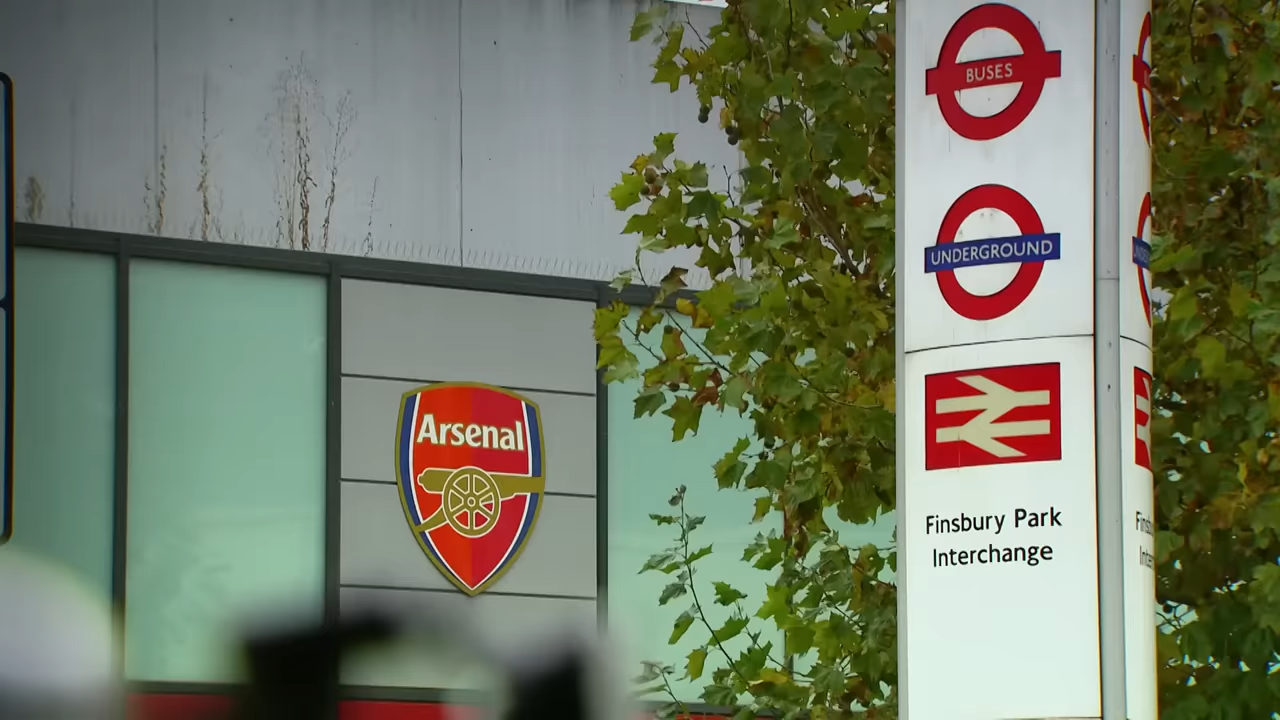 BUSES
UNDERGROUND
Arsenal
Finsbury Park
Interchange